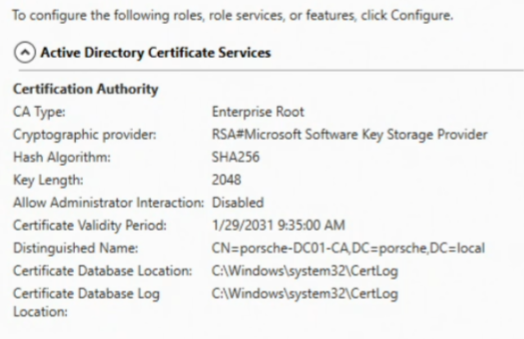 To configure the following roles, role services, or features, click Configure.
Active Directory Certificate Services
Certification Authority
CA Type: Enterprise Root
Cryptographic provider: RSA#Microsoft Software Key Storage Provider
Hash Algorithm: SHA256
Key Length: 2048
Allow Administrator Interaction: Disabled
Certificate Validity Period: 1/29/2031 9:35:00 AM
Distinguished Name: CN=porsche-DC01-CA,DC=porsche,DC=local
Certificate Database Location: C:\Windows\system32\CertLog
Certificate Database Log C:\Windows\system32\CertLog
Location: